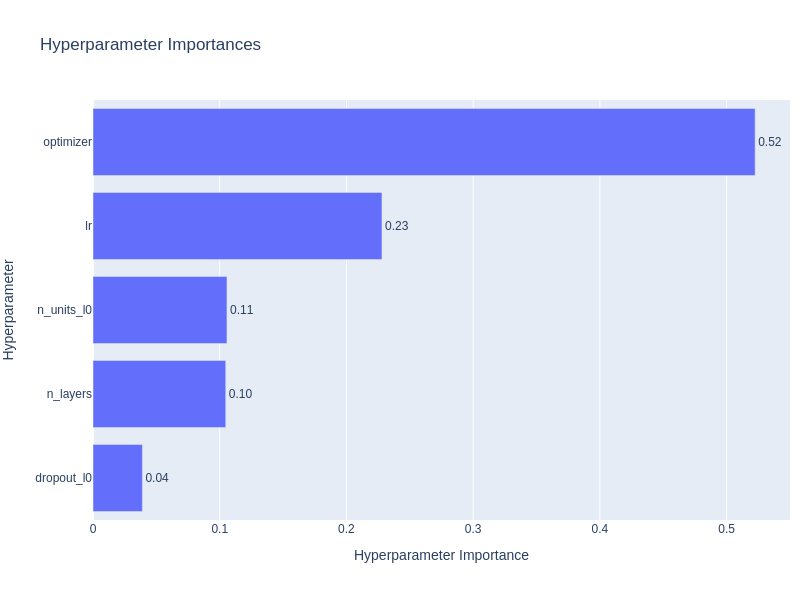 Hyperparameter Importances
Hyperparameter
optimizer 0.52
lr 0.23
n_units_l0 0.11
n_layers 0.10
dropout_l0 0.04
0 0.1 0.2 0.3 0.4 0.5
Hyperparameter Importance